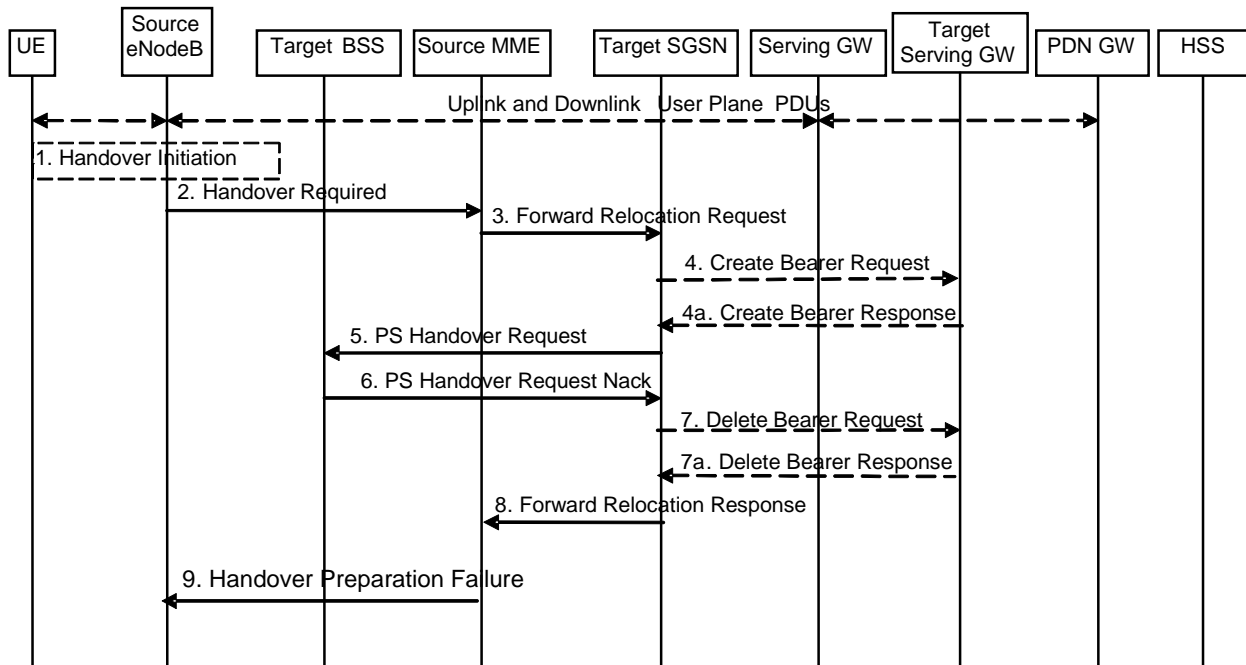 UE
Source
eNodeB
Target BSS
Source MME
Target SGSN
Serving GW
Target
Serving GW
PDN GW
HSS
Uplink and Downlink User Plane PDUs
1. Handover Initiation
2. Handover Required
3. Forward Relocation Request
4. Create Bearer Request
4a. Create Bearer Response
5. PS Handover Request
6. PS Handover Request Nack
7. Delete Bearer Request
7a. Delete Bearer Response
8. Forward Relocation Response
9. Handover Preparation Failure